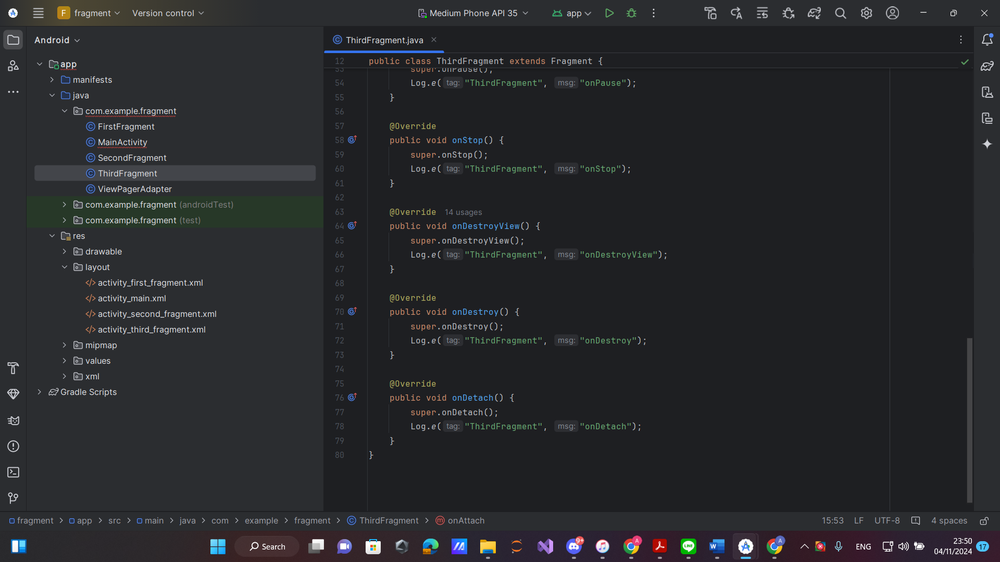 F fragment Version control Medium Phone API 35 app
Android
app
manifests
java
com.example.fragment
FirstFragment
MainActivity
SecondFragment
ThirdFragment
ViewPagerAdapter
com.example.fragment (androidTest)
com.example.fragment (test)
res
drawable
layout
activity_first_fragment.xml
activity_main.xml
activity_second_fragment.xml
activity_third_fragment.xml
mipmap
values
xml
Gradle Scripts
ThirdFragment.java
12 public class ThirdFragment extends Fragment {
53 super.onPause();
54 Log.e( tag: "ThirdFragment", msg: "onPause");
55 }
56
57 @Override
58 public void onStop() {
59 super.onStop();
60 Log.e( tag: "ThirdFragment", msg: "onStop");
61 }
62
63 @Override 14 usages
64 public void onDestroyView() {
65 super.onDestroyView();
66 Log.e( tag: "ThirdFragment", msg: "onDestroyView");
67 }
68
69 @Override
70 public void onDestroy() {
71 super.onDestroy();
72 Log.e( tag: "ThirdFragment", msg: "onDestroy");
73 }
74
75 @Override
76 public void onDetach() {
77 super.onDetach();
78 Log.e( tag: "ThirdFragment", msg: "onDetach");
79 }
80 }
fragment > app > src > main > java > com > example > fragment > ThirdFragment > onAttach 15:53 LF UTF-8 4 spaces
Search 9+ A LINE W A ENG 23:50
04/11/2024 17